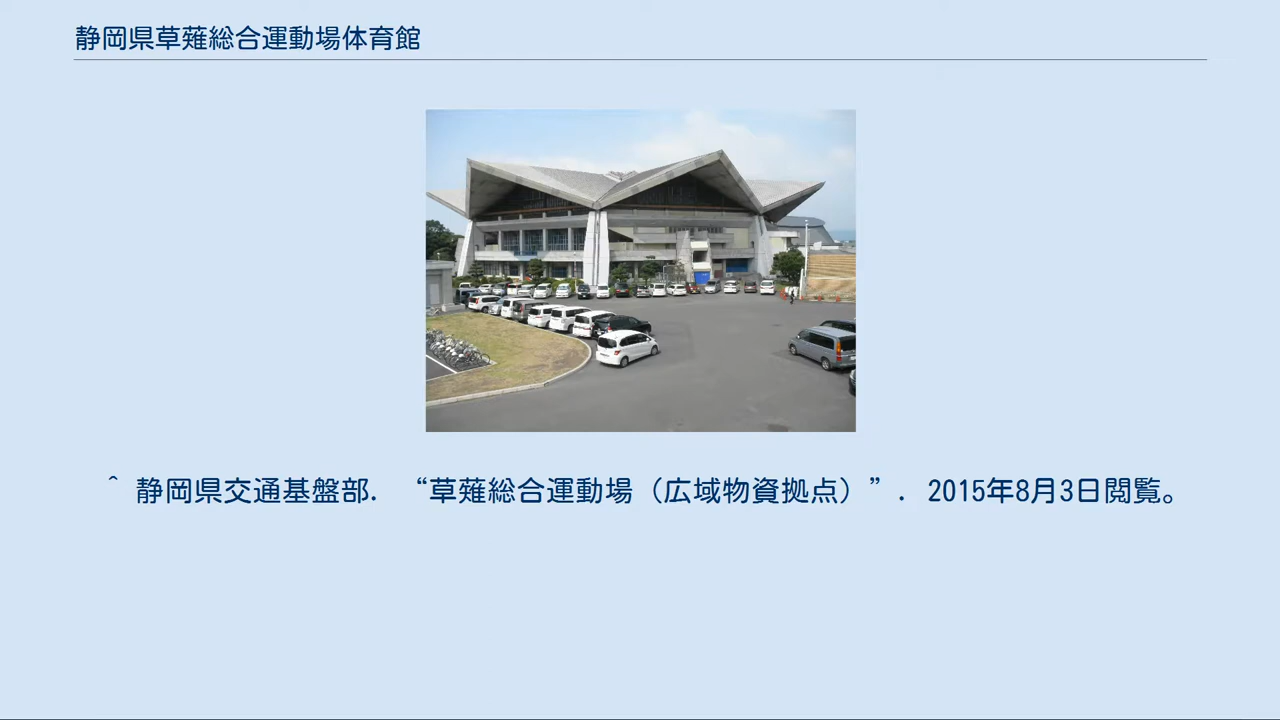 静岡県草薙総合運動場体育館
^ 静岡県交通基盤部. “草薙総合運動場（広域物資拠点）”. 2015年8月3日閲覧。